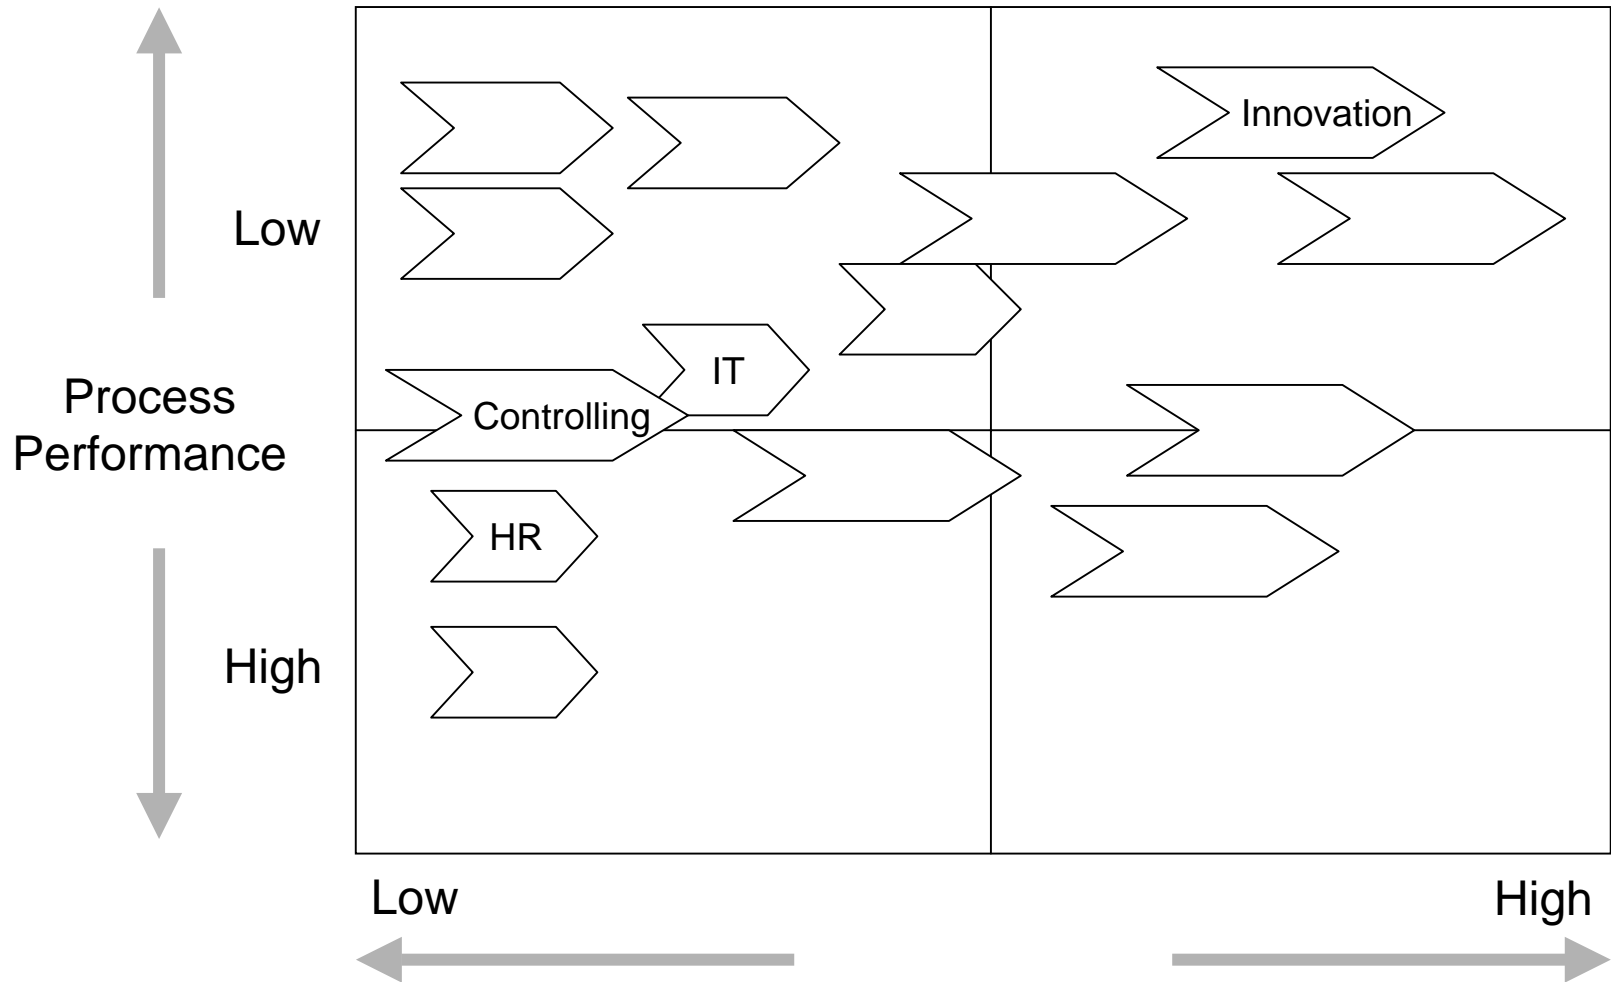 Innovation
Low
IT
Process
Performance
Controlling
HR
High
Low
High